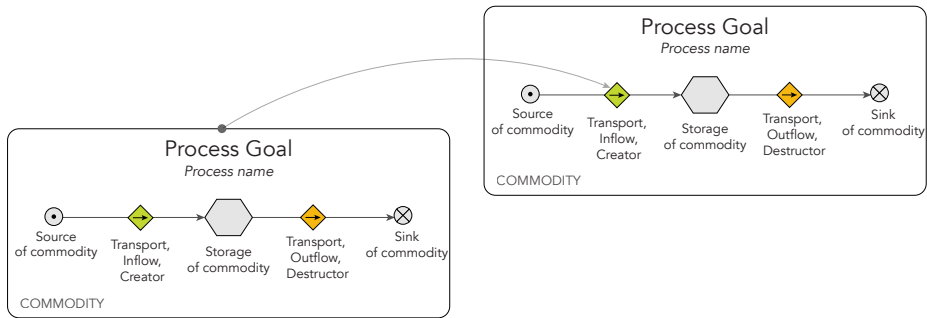 Process Goal
Process name
Source
of commodity
Transport,
Inflow,
Creator
Storage
of commodity
Transport,
Outflow,
Destructor
Sink
of commodity
COMMODITY
Process Goal
Process name
Source
of commodity
Transport,
Inflow,
Creator
Storage
of commodity
Transport,
Outflow,
Destructor
Sink
of commodity
COMMODITY